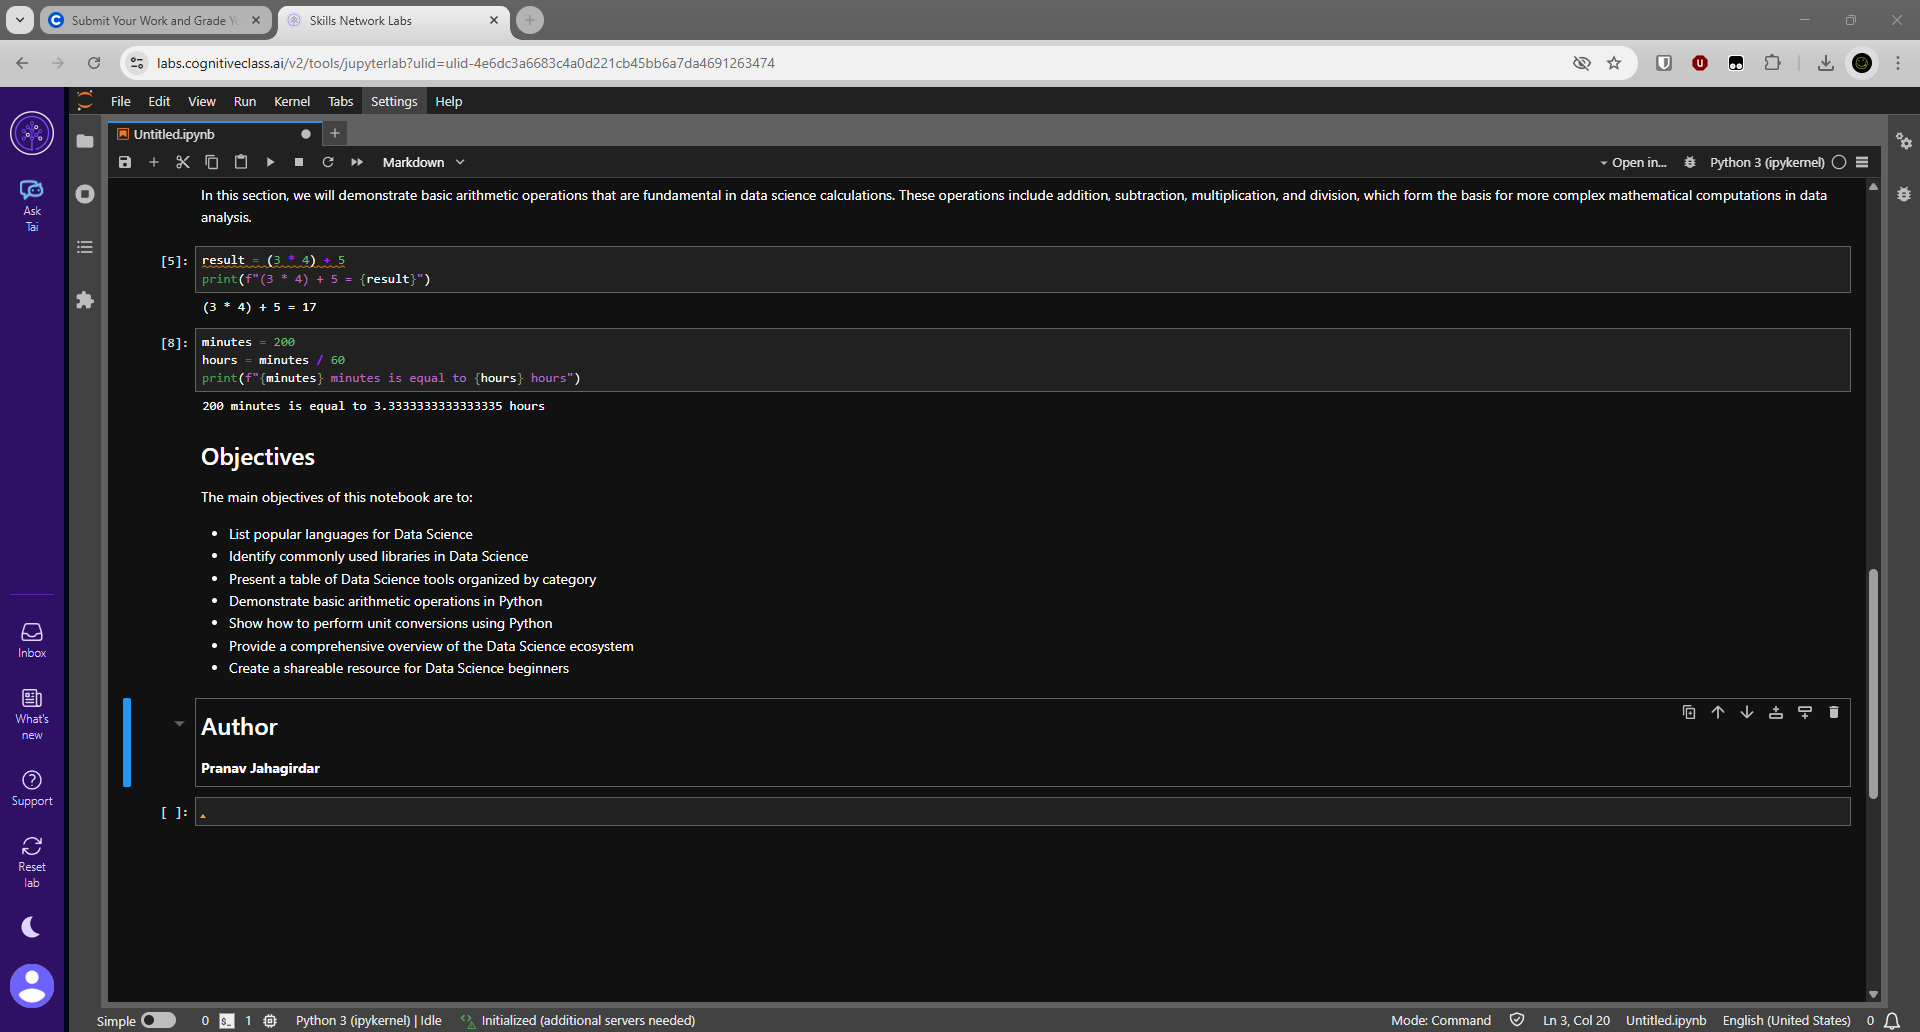 Submit Your Work and Grade Y
Skills Network Labs
labs.cognitiveclass.ai/v2/tools/jupyterlab?ulid=ulid-4e6dc3a6683c4a0d221cb45bb6a7da4691263474
File Edit View Run Kernel Tabs Settings Help
Untitled.ipynb
Markdown
Open in...
Python 3 (ipykernel)
Ask
Tai
In this section, we will demonstrate basic arithmetic operations that are fundamental in data science calculations. These operations include addition, subtraction, multiplication, and division, which form the basis for more complex mathematical computations in data
analysis.
[5]: result = (3 * 4) + 5
print(f"(3 * 4) + 5 = {result}")
(3 * 4) + 5 = 17
[8]: minutes = 200
hours = minutes / 60
print(f"{minutes} minutes is equal to {hours} hours")
200 minutes is equal to 3.3333333333333335 hours
Objectives
The main objectives of this notebook are to:
• List popular languages for Data Science
• Identify commonly used libraries in Data Science
• Present a table of Data Science tools organized by category
• Demonstrate basic arithmetic operations in Python
• Show how to perform unit conversions using Python
• Provide a comprehensive overview of the Data Science ecosystem
• Create a shareable resource for Data Science beginners
Author
Pranav Jahagirdar
[ ]:
Inbox
What's
new
Support
Reset
lab
Simple 0 1 Python 3 (ipykernel) | Idle Initialized (additional servers needed) Mode: Command Ln 3, Col 20 Untitled.ipynb English (United States) 0